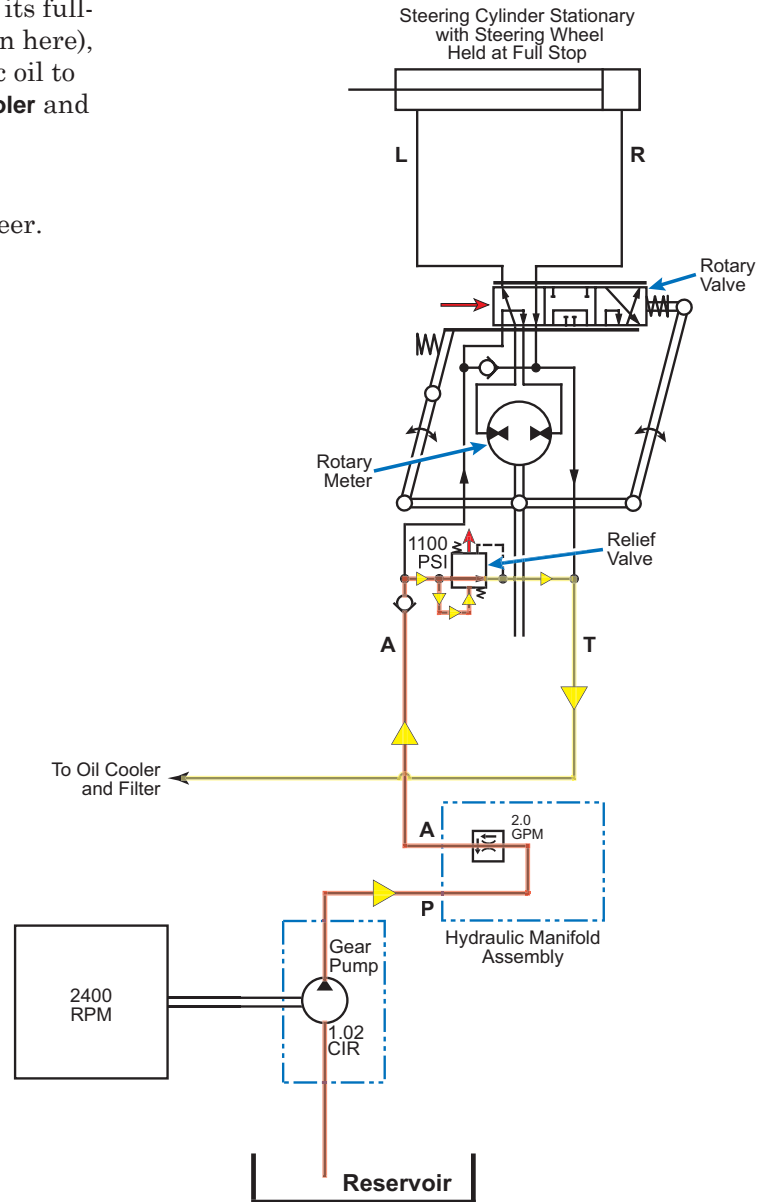 its full-
n here),
c oil to
oler and
eer.
Steering Cylinder Stationary
with Steering Wheel
Held at Full Stop
L
R
Rotary
Valve
Rotary
Meter
1100
PSI
Relief
Valve
A
T
To Oil Cooler
and Filter
A
2.0
GPM
P
Hydraulic Manifold
Assembly
Gear
Pump
2400
RPM
1.02
CIR
Reservoir